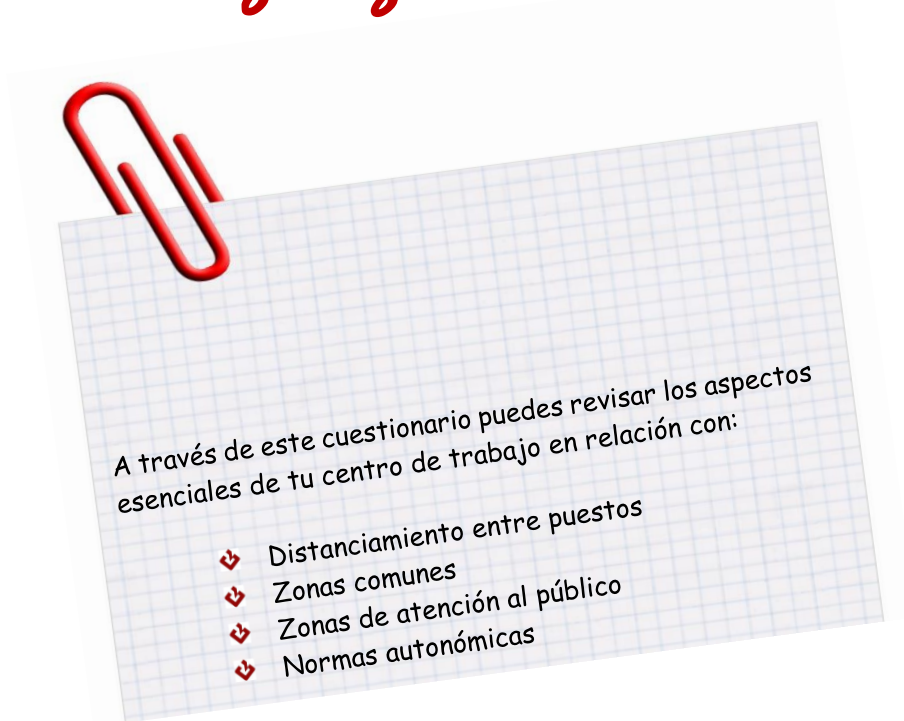 A través de este cuestionario puedes revisar los aspectos
esenciales de tu centro de trabajo en relación con:
Distanciamiento entre puestos
Zonas comunes
Zonas de atención al público
Normas autonómicas